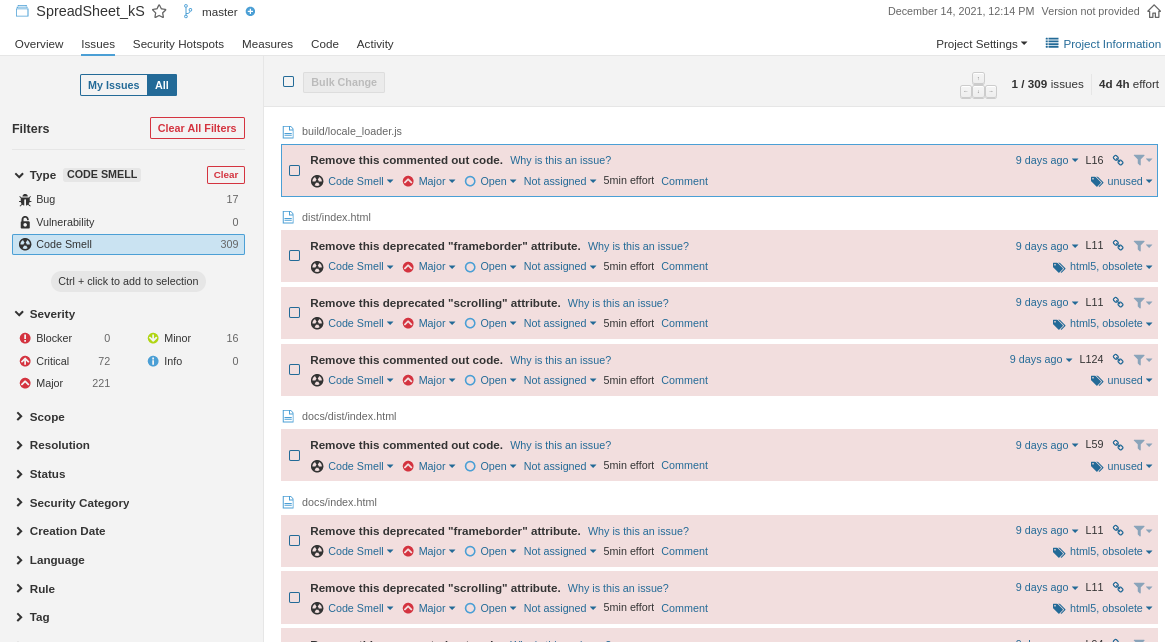 SpreadSheet_kS master December 14, 2021, 12:14 PM Version not provided
Overview Issues Security Hotspots Measures Code Activity Project Settings Project Information
My Issues All Bulk Change 1 / 309 issues 4d 4h effort
Filters Clear All Filters
Type CODE SMELL Clear
Bug 17
Vulnerability 0
Code Smell 309
Ctrl + click to add to selection
Severity
Blocker 0 Minor 16
Critical 72 Info 0
Major 221
Scope
Resolution
Status
Security Category
Creation Date
Language
Rule
Tag
build/locale_loader.js
Remove this commented out code. Why is this an issue? 9 days ago L16
Code Smell Major Open Not assigned 5min effort Comment unused
dist/index.html
Remove this deprecated "frameborder" attribute. Why is this an issue? 9 days ago L11
Code Smell Major Open Not assigned 5min effort Comment html5, obsolete
Remove this deprecated "scrolling" attribute. Why is this an issue? 9 days ago L11
Code Smell Major Open Not assigned 5min effort Comment html5, obsolete
Remove this commented out code. Why is this an issue? 9 days ago L124
Code Smell Major Open Not assigned 5min effort Comment unused
docs/dist/index.html
Remove this commented out code. Why is this an issue? 9 days ago L59
Code Smell Major Open Not assigned 5min effort Comment unused
docs/index.html
Remove this deprecated "frameborder" attribute. Why is this an issue? 9 days ago L11
Code Smell Major Open Not assigned 5min effort Comment html5, obsolete
Remove this deprecated "scrolling" attribute. Why is this an issue? 9 days ago L11
Code Smell Major Open Not assigned 5min effort Comment html5, obsolete